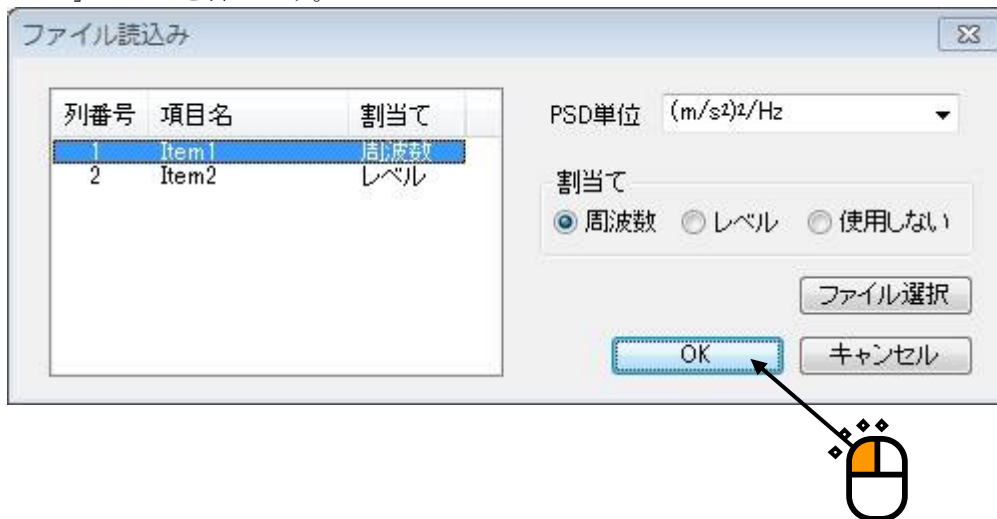 ファイル読込み
列番号 項目名 割当て
1 Item1 周波数
2 Item2 レベル
PSD単位 (m/s²)²/Hz
割当て
周波数 レベル 使用しない
ファイル選択
OK キャンセル